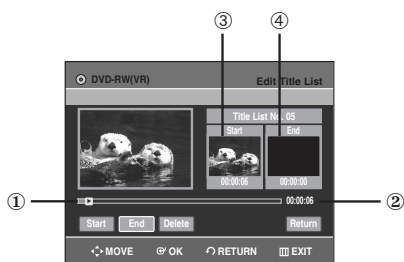 ③ ④
DVD-RW(VR) Edit Title List
Title List No. 05
Start End
00:00:06 00:00:00
① 00:00:06 ②
Start End Delete Return
MOVE OK RETURN EXIT